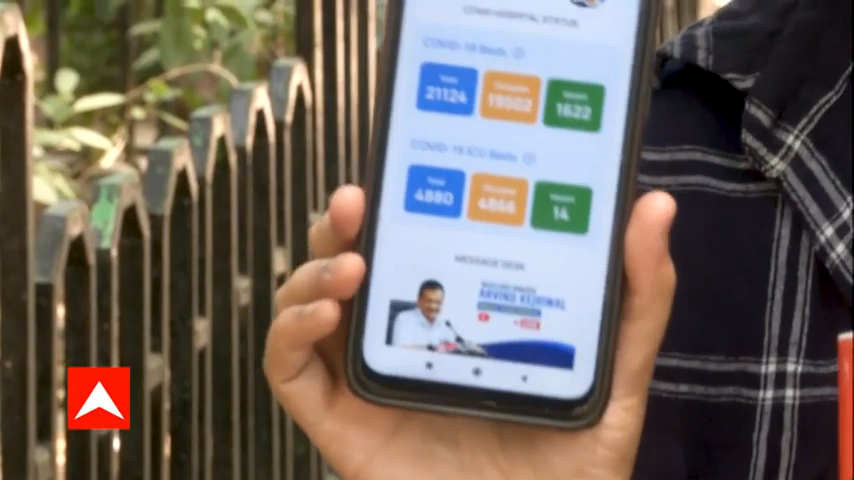 COVID HOSPITAL STATUS
COVID-19 Beds
Total
21124
Occupied
19502
Vacant
1622
COVID-19 ICU Beds
Total
4880
Occupied
4866
Vacant
14
MESSAGE DESK
ARVIND KEJRIWAL